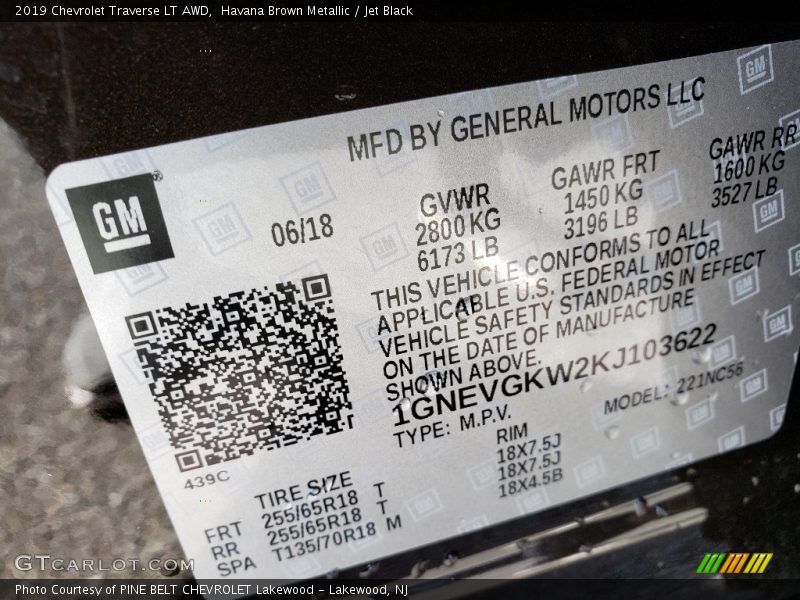 2019 Chevrolet Traverse LT AWD,  Havana Brown Metallic / Jet Black
MFD BY GENERAL MOTORS LLC
GM
06/18
GVWR
2800 KG
6173 LB
GAWR FRT
1450 KG
3196 LB
GAWR RR
1600 KG
3527 LB
THIS VEHICLE CONFORMS TO ALL
APPLICABLE U.S. FEDERAL MOTOR
VEHICLE SAFETY STANDARDS IN EFFECT
ON THE DATE OF MANUFACTURE
SHOWN ABOVE.
1GNEVGKW2KJ103622
TYPE: M.P.V.
MODEL: 221NC56
439C
TIRE SIZE
RIM
FRT 255/65R18 T 18X7.5J
RR 255/65R18 T 18X7.5J
SPA T135/70R18 M 18X4.5B
GTCARLOT.COM
Photo Courtesy of PINE BELT CHEVROLET Lakewood - Lakewood, NJ